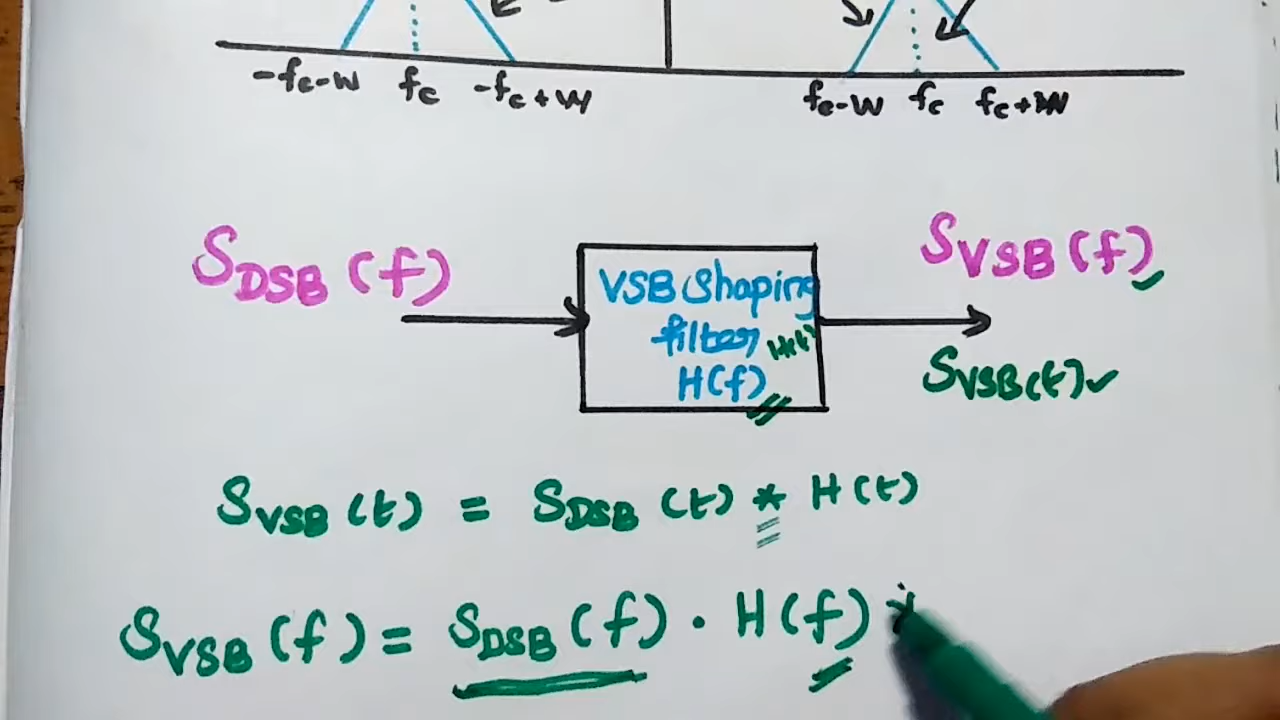 -fc-W fc -fc+W fc-W fc fc+W
SDSB(f)
VSB Shaping
filter H(t)
H(f)
SVSB(f)
SVSB(t)
SVSB(t) = SDSB(t) * H(t)
SVSB(f) = SDSB(f) . H(f)